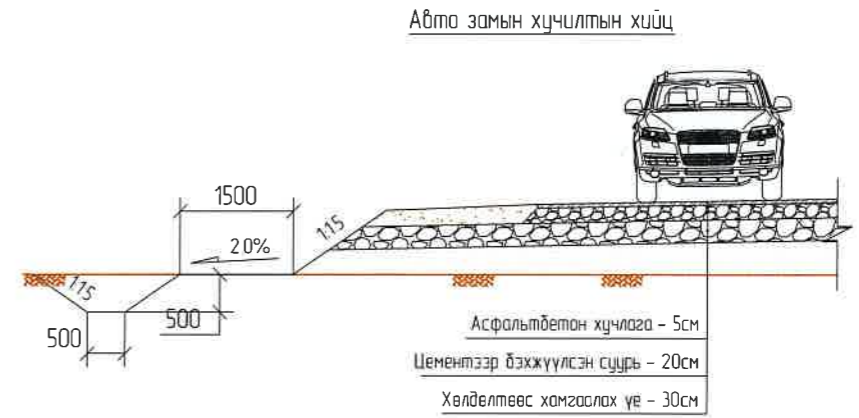 Авто замын хучилтын хийц
1500
1:15
20%
1:15
500
500
Асфальтбетон хучлага - 5см
Цементээр бэхжүүлсэн суурь - 20см
Хөлдөлтөөс хамгаалах үе - 30см